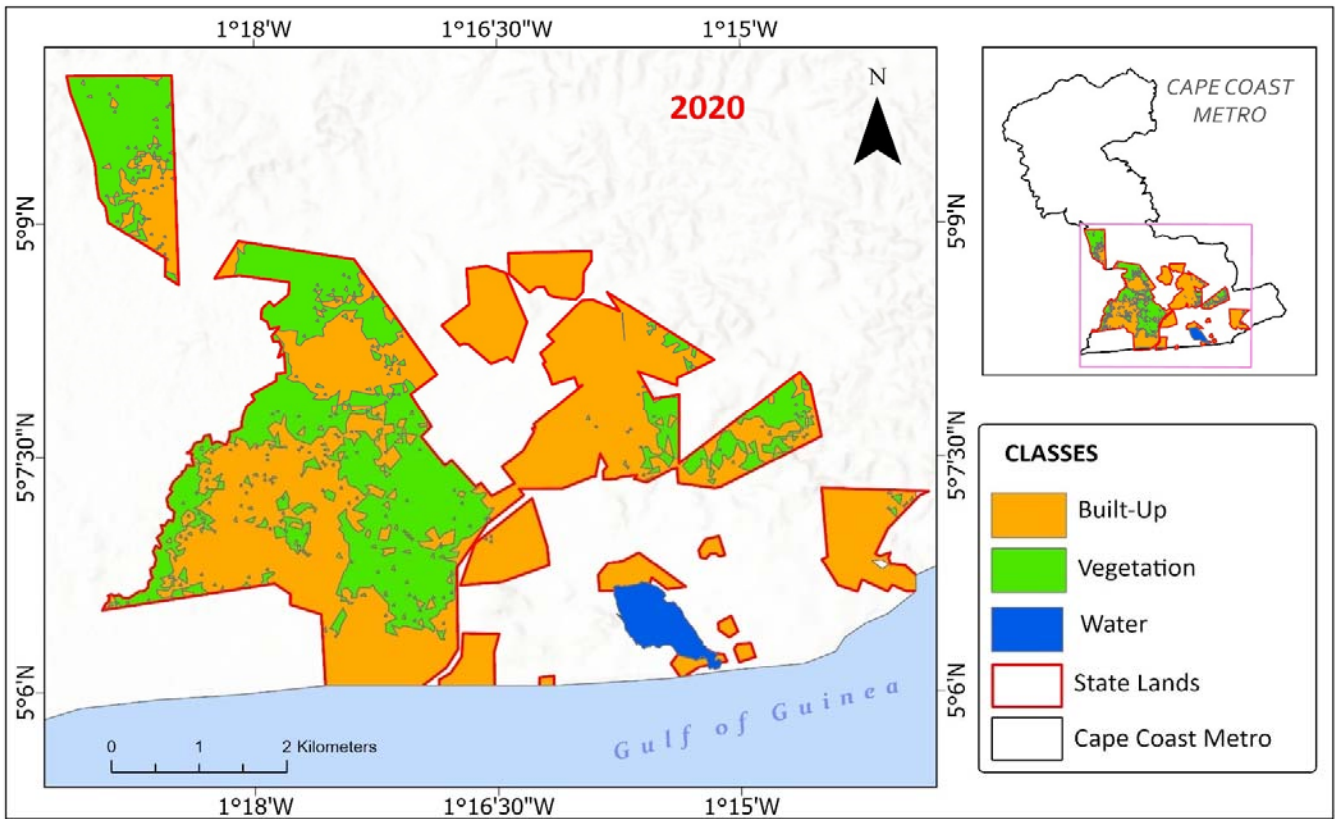 1°18'W
1°16'30"W
1°15'W
N
2020
CAPE COAST
METRO
5°9'N
5°9'N
5°7'30"N
5°7'30"N
CLASSES
Built-Up
Vegetation
Water
State Lands
Cape Coast Metro
5°6'N
5°6'N
Gulf of Guinea
0
1
2 Kilometers
1°18'W
1°16'30"W
1°15'W